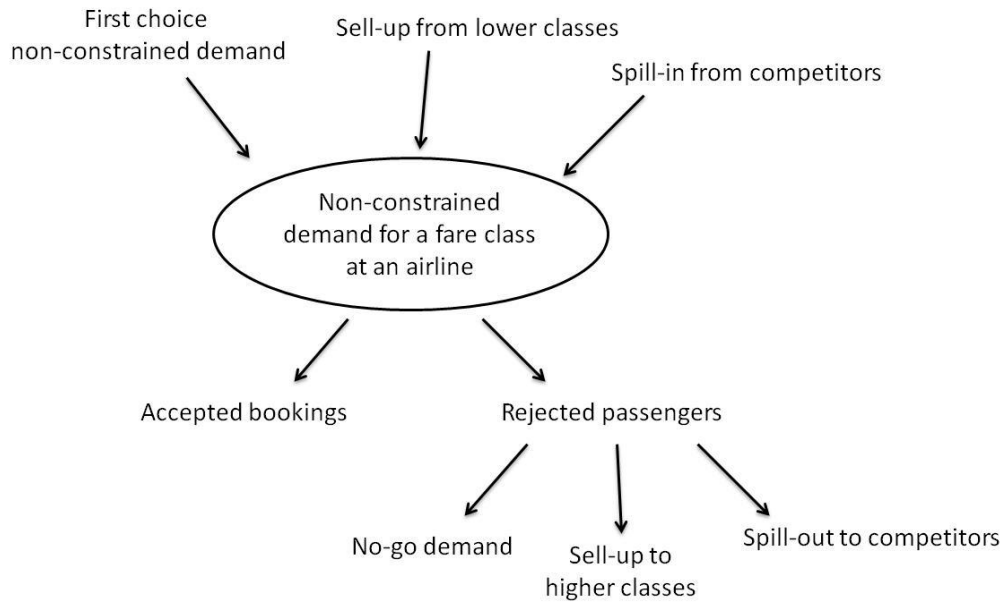 First choice
non-constrained demand
Sell-up from lower classes
Spill-in from competitors
Non-constrained
demand for a fare class
at an airline
Accepted bookings
Rejected passengers
No-go demand
Sell-up to
higher classes
Spill-out to competitors